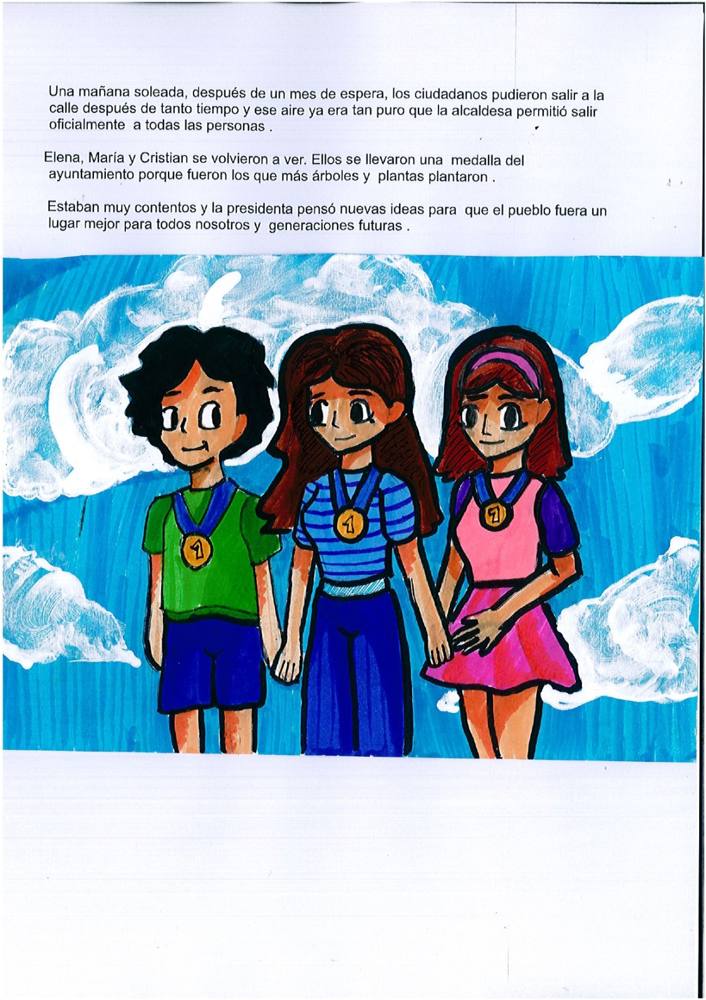 Una mañana soleada, después de un mes de espera, los ciudadanos pudieron salir a la
calle después de tanto tiempo y ese aire ya era tan puro que la alcaldesa permitió salir
oficialmente  a todas las personas .
Elena, María y Cristian se volvieron a ver. Ellos se llevaron una  medalla del
ayuntamiento porque fueron los que más árboles y  plantas plantaron .
Estaban muy contentos y la presidenta pensó nuevas ideas para  que el pueblo fuera un
lugar mejor para todos nosotros y  generaciones futuras .
1
1
1